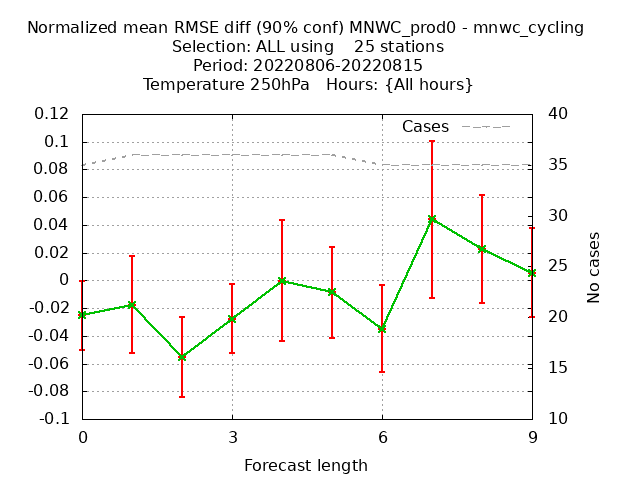 Normalized mean RMSE diff (90% conf) MNWC_prod0 - mnwc_cycling
Selection: ALL using    25 stations
Period: 20220806-20220815
Temperature 250hPa   Hours: {All hours}
Cases
0.12
0.1
0.08
0.06
0.04
0.02
0
-0.02
-0.04
-0.06
-0.08
-0.1
40
35
30
25
20
15
10
No cases
0 3 6 9
Forecast length